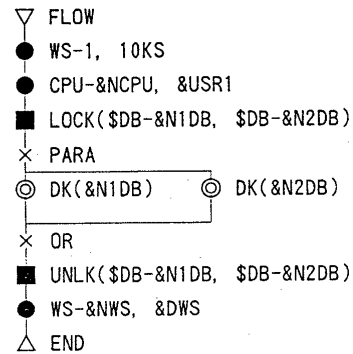 FLOW
WS-1, 10KS
CPU-&NCPU, &USR1
LOCK($DB-&N1DB, $DB-&N2DB)
PARA
DK(&N1DB) DK(&N2DB)
OR
UNLK($DB-&N1DB, $DB-&N2DB)
WS-&NWS, &DWS
END